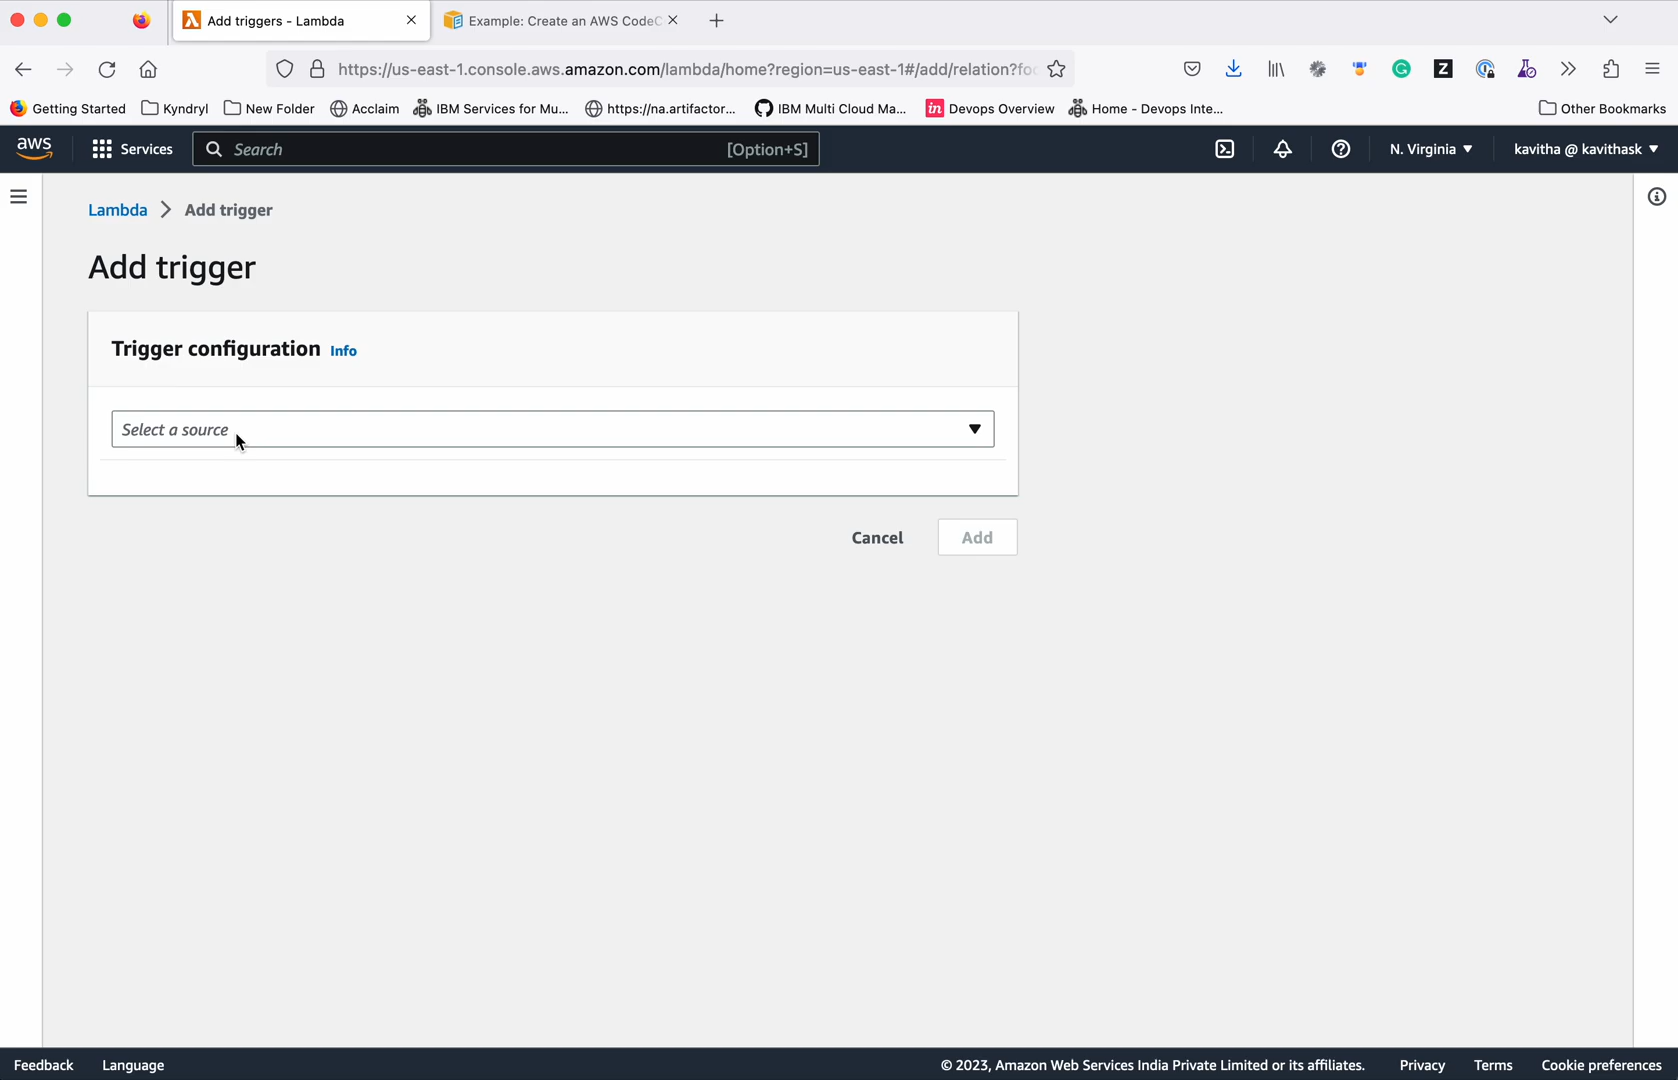 Add triggers - Lambda
Example: Create an AWS CodeC
https://us-east-1.console.aws.amazon.com/lambda/home?region=us-east-1#/add/relation?foc
Getting Started
Kyndryl
New Folder
Acclaim
IBM Services for Mu...
https://na.artifactor...
IBM Multi Cloud Ma...
in
Devops Overview
Home - Devops Inte...
Other Bookmarks
aws
Services
Search
[Option+S]
N. Virginia
kavitha @ kavithask
Lambda
Add trigger
Add trigger
Trigger configuration Info
Select a source
Cancel
Add
Feedback
Language
© 2023, Amazon Web Services India Private Limited or its affiliates.
Privacy
Terms
Cookie preferences